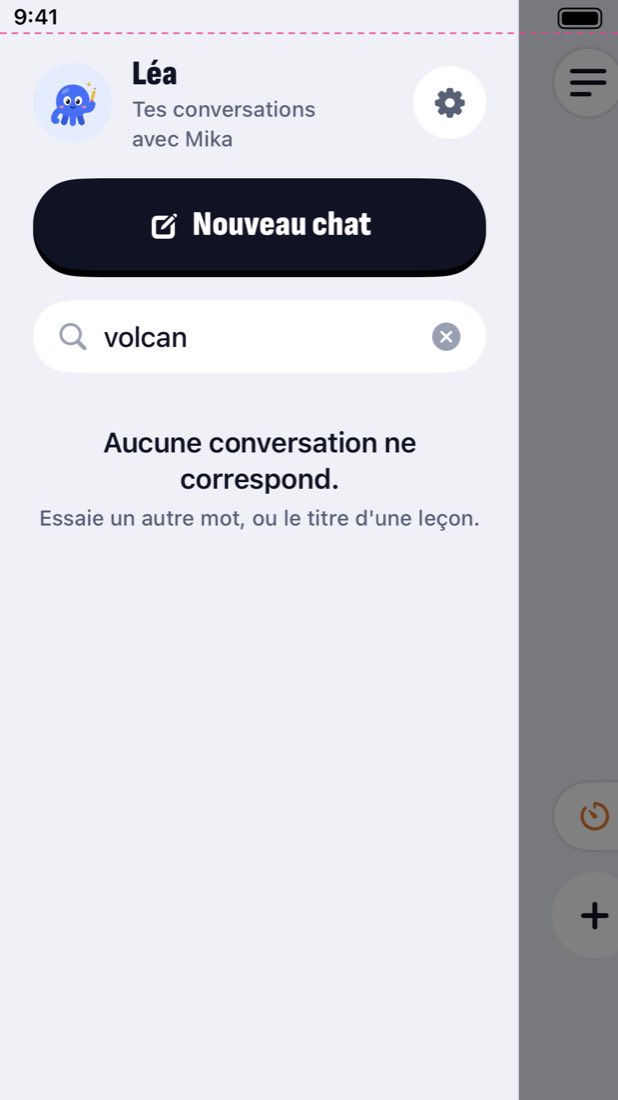 9:41
Léa
Tes conversations
avec Mika
Nouveau chat
volcan
Aucune conversation ne
correspond.
Essaie un autre mot, ou le titre d'une leçon.